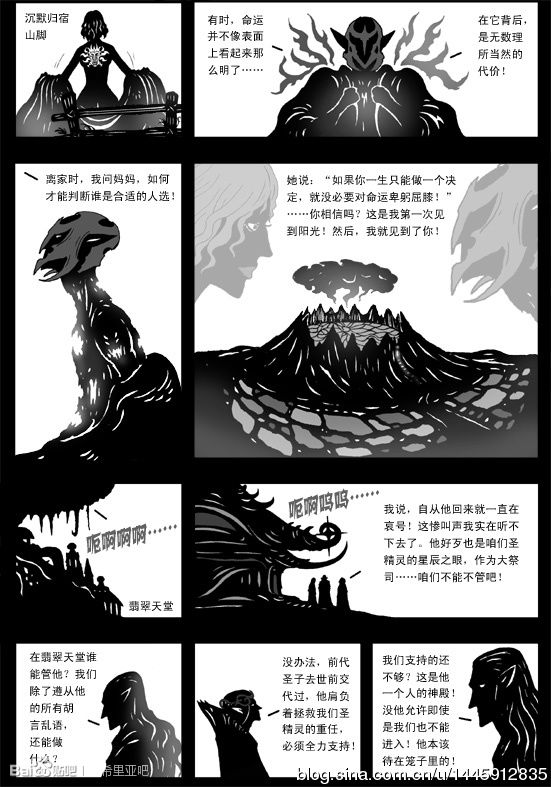 沉默归宿
山脚
有时，命运
并不像表面
上看起来那
么明了……
在它背后，
是无数理
所当然的
代价！
离家时，我问妈妈，如何
才能判断谁是合适的人选！
她说：“如果你一生只能做一个决
定，就没必要对命运卑躬屈膝！”
……你相信吗？这是我第一次见
到阳光！然后，我就见到了你！
呃啊啊啊……
翡翠天堂
呃啊呜呜……
我说，自从他回来就一直在
哀号！这惨叫声我实在听不
下去了。他好歹也是咱们圣
精灵的星辰之眼，作为大祭
司……咱们不能不管吧！
在翡翠天堂谁
能管他？我们
除了遵从他
的所有胡
言乱语，
还能做
什么？
没办法，前代
圣子去世前交
代过，他肩负
着拯救我们圣
精灵的重任，
必须全力支持！
我们支持的还
不够？这是他
一个人的神殿！
没他允许即使
是我们也不能
进入！他本该
待在笼子里的！
Bai du 贴吧 希里亚吧
blog.sina.com.cn/u/1445912835